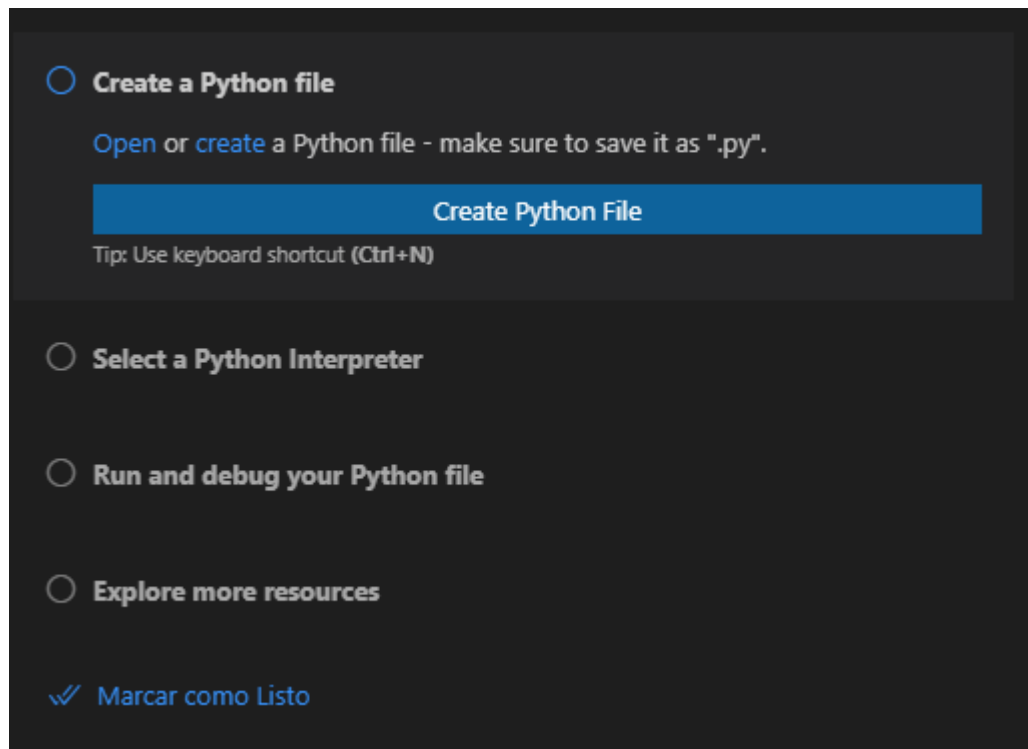 Create a Python file
Open or create a Python file - make sure to save it as ".py".
Create Python File
Tip: Use keyboard shortcut (Ctrl+N)
Select a Python Interpreter
Run and debug your Python file
Explore more resources
Marcar como Listo